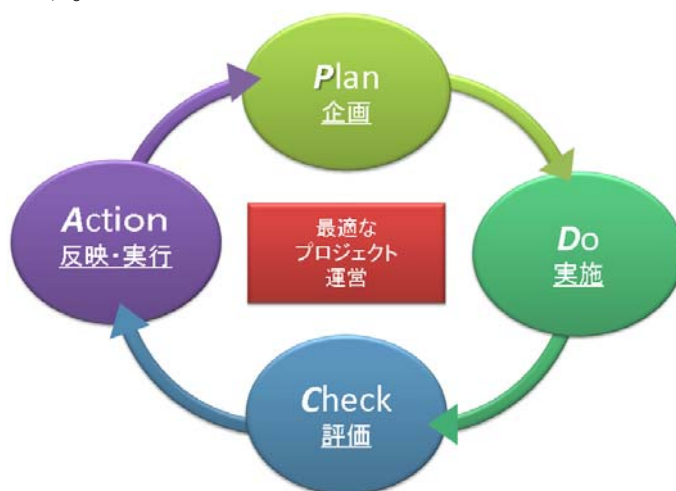 Plan
企画
Do
実施
Check
評価
Action
反映・実行
最適な
プロジェクト
運営